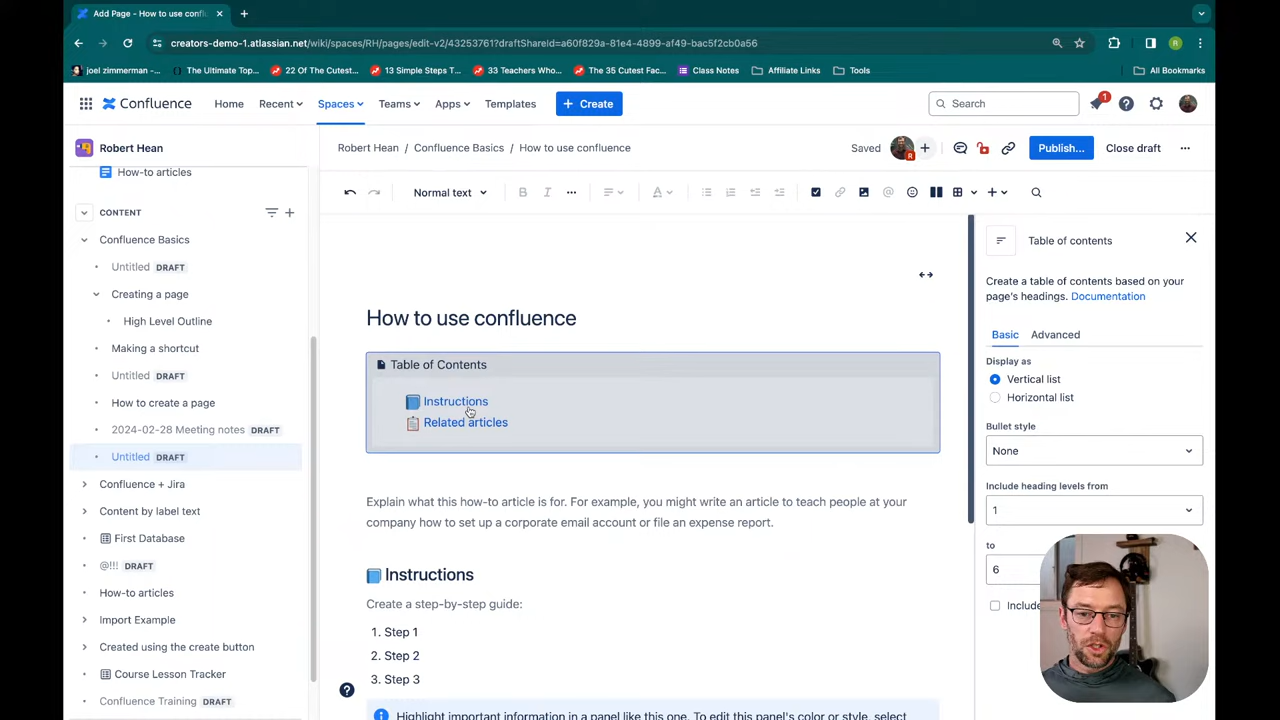 Add Page - How to use conflu
creators-demo-1.atlassian.net/wiki/spaces/RH/pages/edit-v2/43253761?draftShareId=a60f829a-81e4-4899-af49-bac5f2cb0a56
R
joel zimmerman -...
The Ultimate Top...
22 Of The Cutest...
13 Simple Steps T...
33 Teachers Who...
The 35 Cutest Fac...
Class Notes
Affiliate Links
Tools
All Bookmarks
Confluence
Home
Recent
Spaces
Teams
Apps
Templates
+ Create
Search
1
Robert Hean
How-to articles
CONTENT
Confluence Basics
Untitled DRAFT
Creating a page
High Level Outline
Making a shortcut
Untitled DRAFT
How to create a page
2024-02-28 Meeting notes DRAFT
Untitled DRAFT
Confluence + Jira
Content by label text
First Database
@!!! DRAFT
How-to articles
Import Example
Created using the create button
Course Lesson Tracker
Confluence Training DRAFT
Robert Hean / Confluence Basics / How to use confluence
Saved
R
Publish...
Close draft
Normal text
B I
A
How to use confluence
Table of Contents
Instructions
Related articles
Explain what this how-to article is for. For example, you might write an article to teach people at your
company how to set up a corporate email account or file an expense report.
Instructions
Create a step-by-step guide:
1. Step 1
2. Step 2
3. Step 3
Highlight important information in a panel like this one. To edit this panel's color or style, select
Table of contents
Create a table of contents based on your
page's headings. Documentation
Basic
Advanced
Display as
Vertical list
Horizontal list
Bullet style
None
Include heading levels from
1
to
6
Include